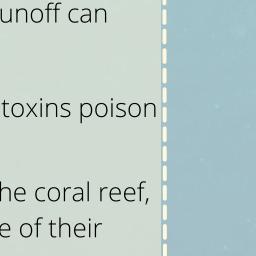 unoff can
toxins poison
he coral reef,
e of their